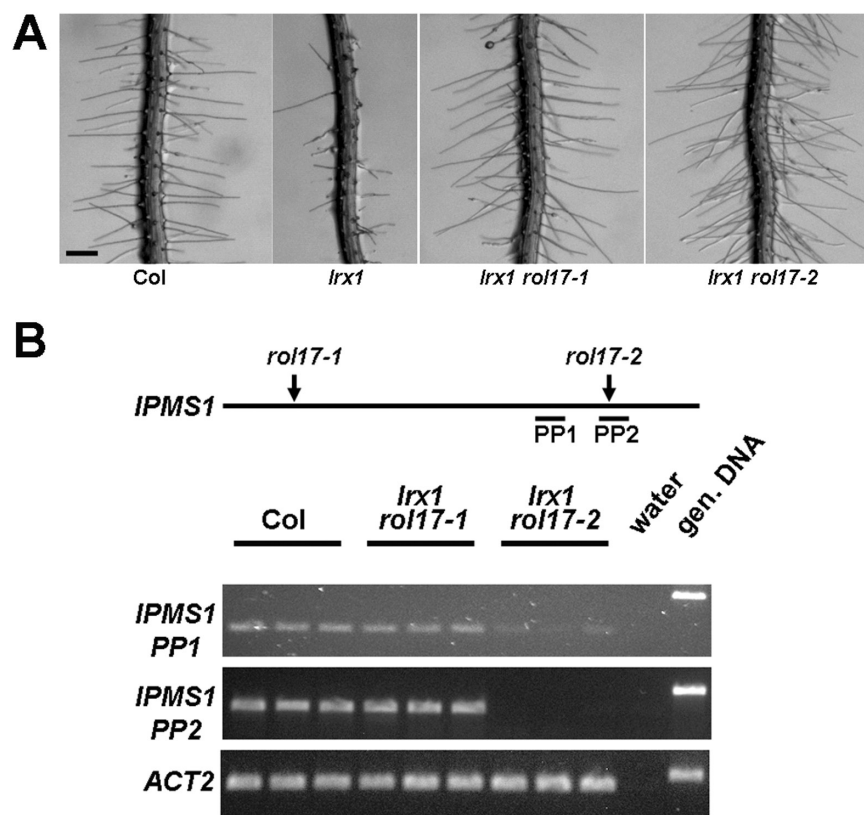 A
Col
lrx1
lrx1 rol17-1
lrx1 rol17-2
B
rol17-1
rol17-2
IPMS1
PP1
PP2
Col
lrx1
rol17-1
lrx1
rol17-2
water
gen. DNA
IPMS1
PP1
IPMS1
PP2
ACT2